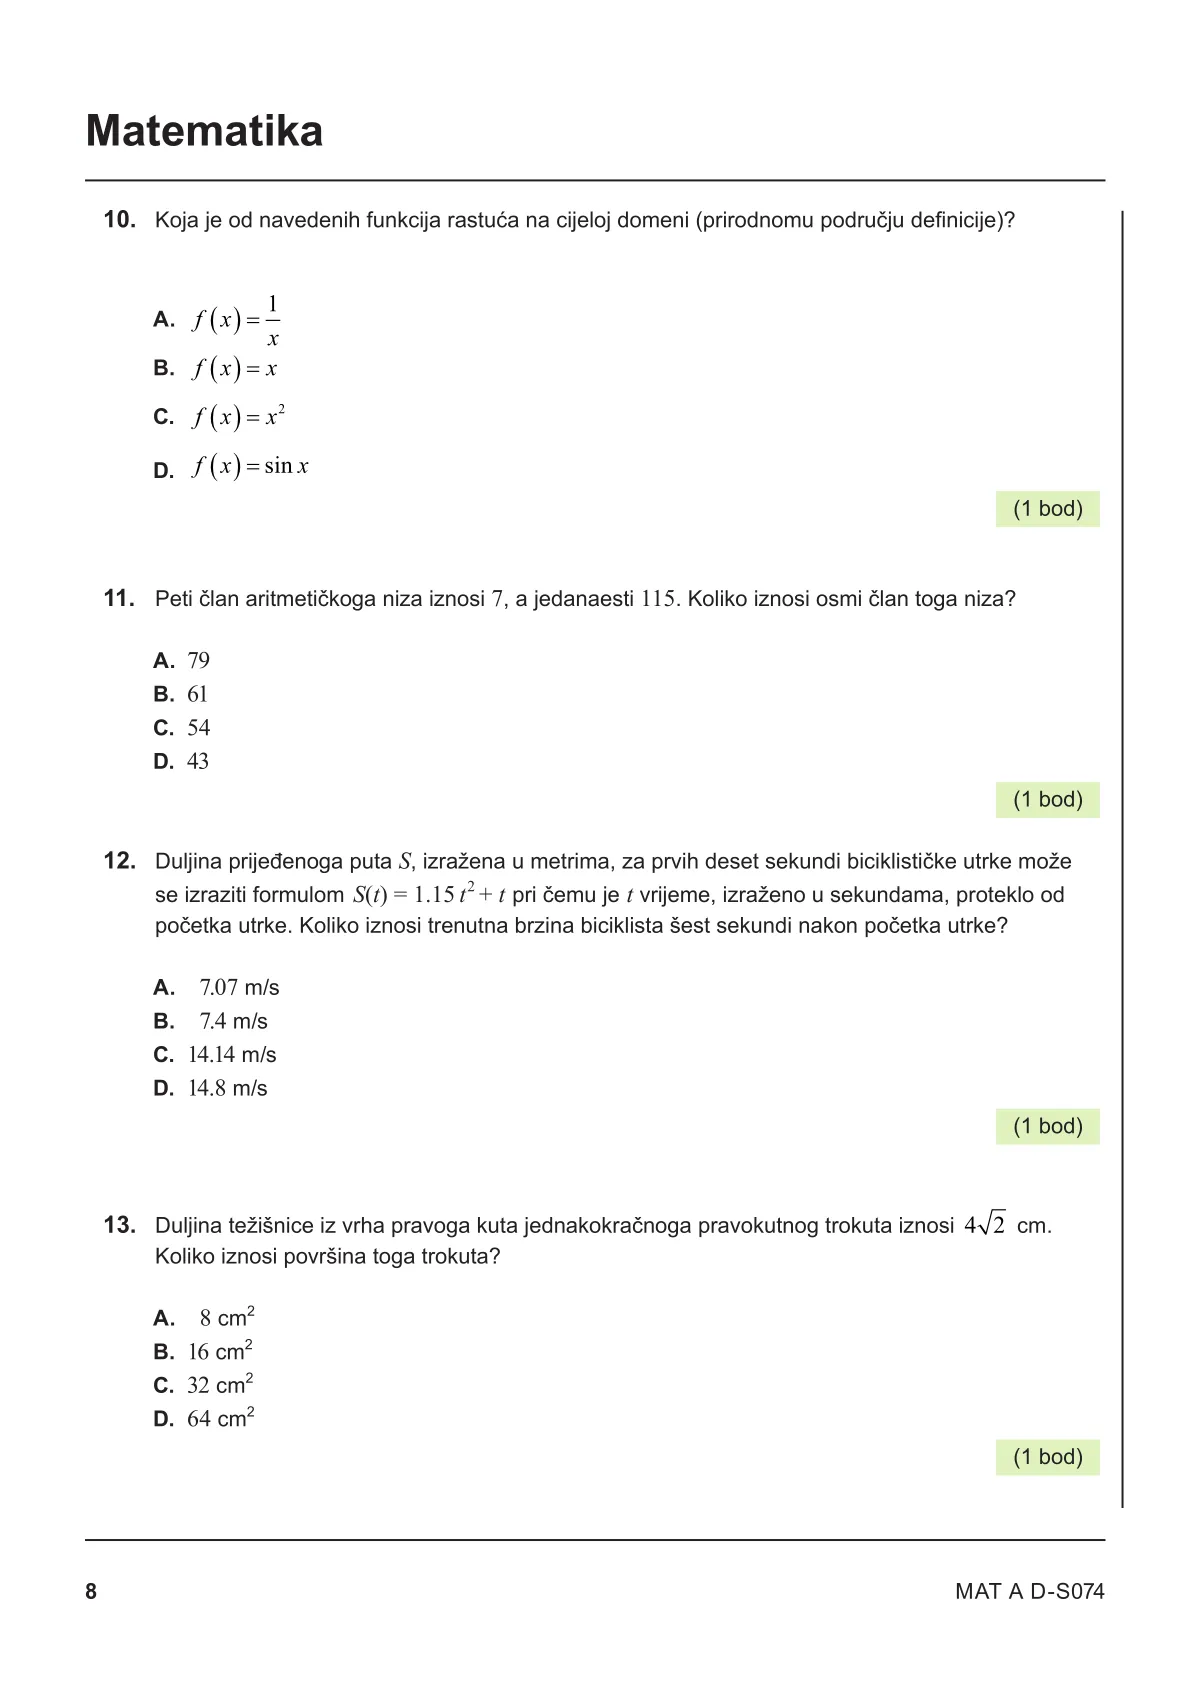 Matematika
10. Koja je od navedenih funkcija rastuća na cijeloj domeni (prirodnomu području definicije)?
A. f(x) = 1/x
B. f(x) = x
C. f(x) = x²
D. f(x) = sin x
(1 bod)
11. Peti član aritmetičkoga niza iznosi 7, a jedanaesti 115. Koliko iznosi osmi član toga niza?
A. 79
B. 61
C. 54
D. 43
(1 bod)
12. Duljina prijeđenoga puta S, izražena u metrima, za prvih deset sekundi biciklističke utrke može
se izraziti formulom S(t) = 1.15 t² + t pri čemu je t vrijeme, izraženo u sekundama, proteklo od
početka utrke. Koliko iznosi trenutna brzina biciklista šest sekundi nakon početka utrke?
A. 7.07 m/s
B. 7.4 m/s
C. 14.14 m/s
D. 14.8 m/s
(1 bod)
13. Duljina težišnice iz vrha pravoga kuta jednakokračnoga pravokutnog trokuta iznosi 4√2 cm.
Koliko iznosi površina toga trokuta?
A. 8 cm²
B. 16 cm²
C. 32 cm²
D. 64 cm²
(1 bod)
8
MAT A D-S074